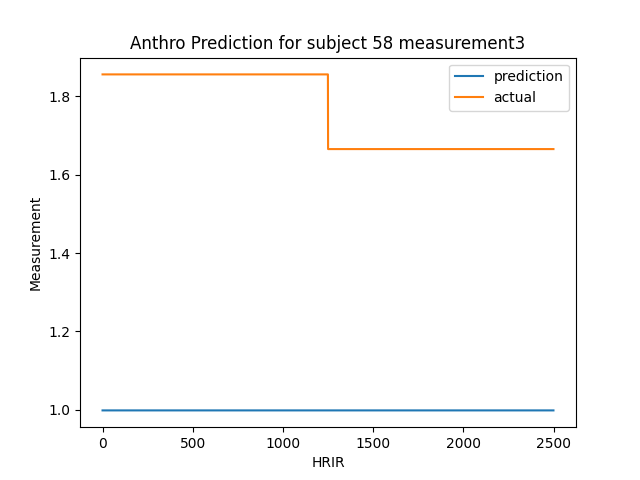 Anthro Prediction for subject 58 measurement3
prediction
actual
1.8
1.6
1.4
1.2
1.0
Measurement
0 500 1000 1500 2000 2500
HRIR